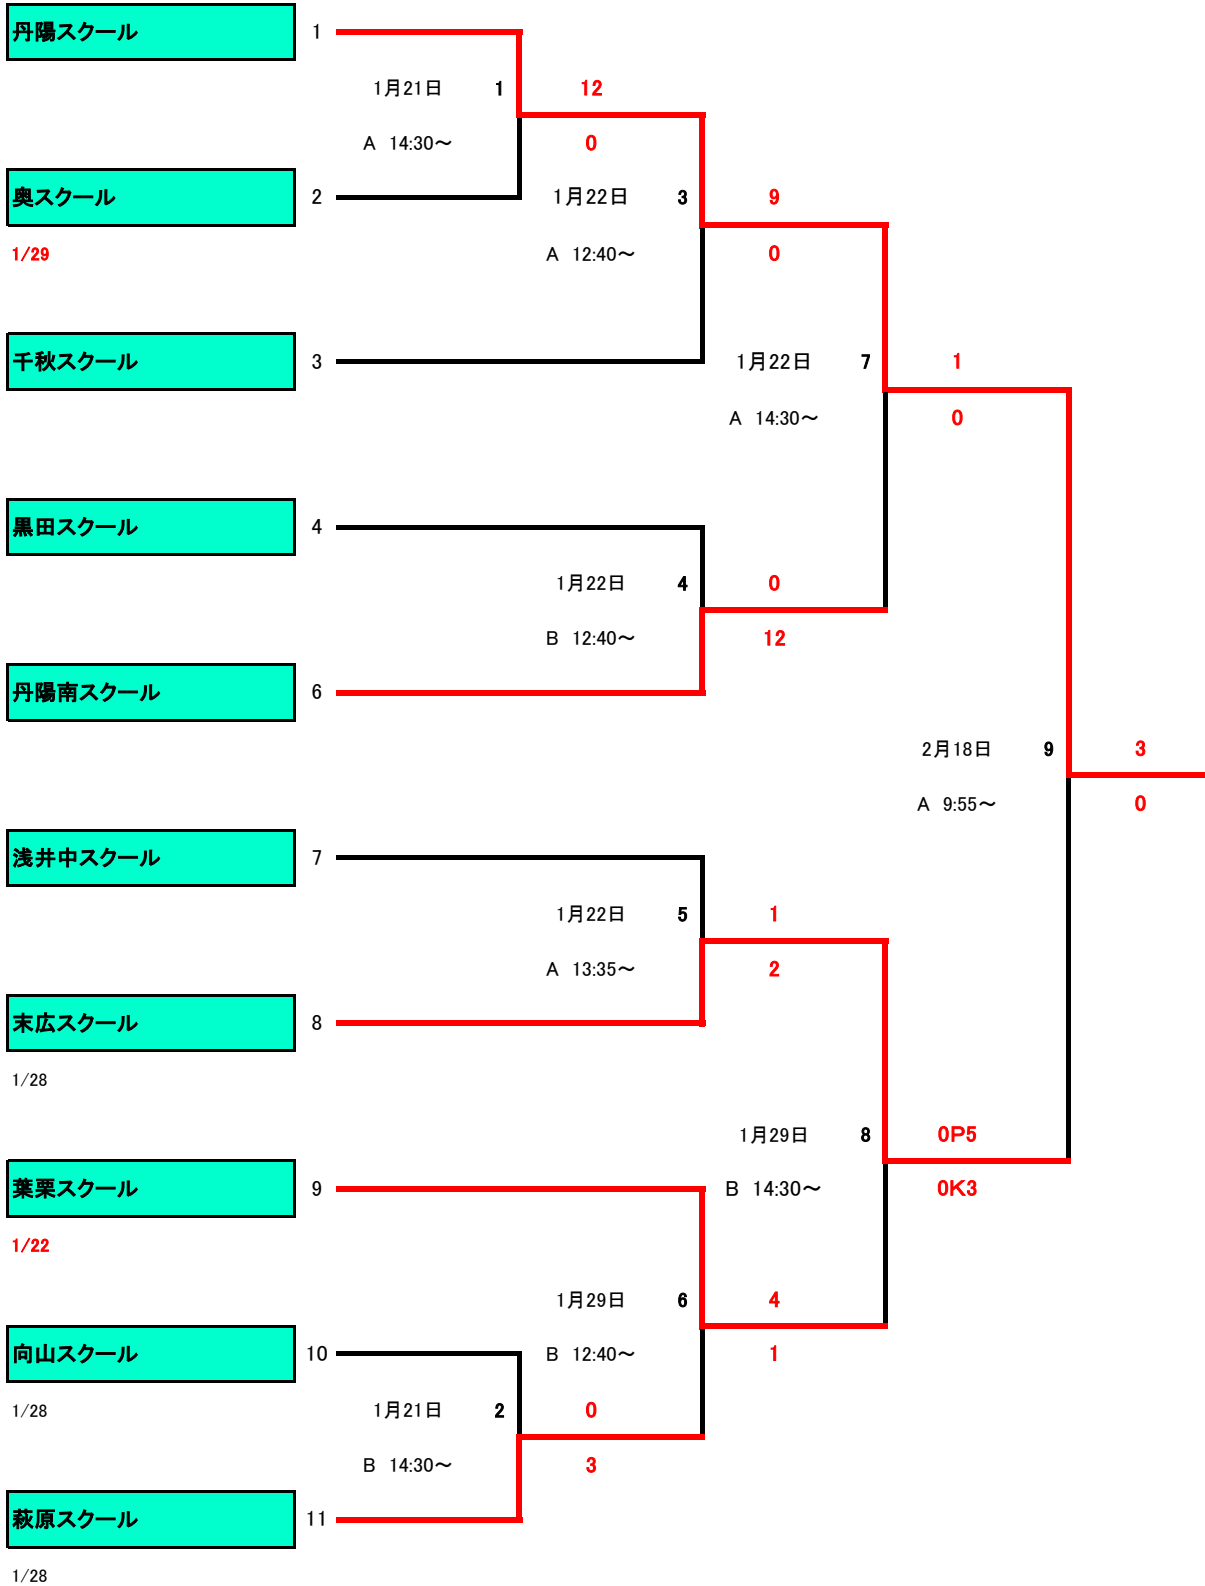 丹陽スクール 1
1月21日 1 12
A 14:30～ 0
奥スクール 2 1月22日 3 9
1/29 A 12:40～ 0
千秋スクール 3 1月22日 7 1
A 14:30～ 0
黒田スクール 4
1月22日 4 0
B 12:40～ 12
丹陽南スクール 6
2月18日 9 3
A 9:55～ 0
浅井中スクール 7
1月22日 5 1
A 13:35～ 2
末広スクール 8
1/28
1月29日 8 0P5
葉栗スクール 9 B 14:30～ 0K3
1/22
1月29日 6 4
向山スクール 10 B 12:40～ 1
1/28 1月21日 2 0
B 14:30～ 3
萩原スクール 11
1/28